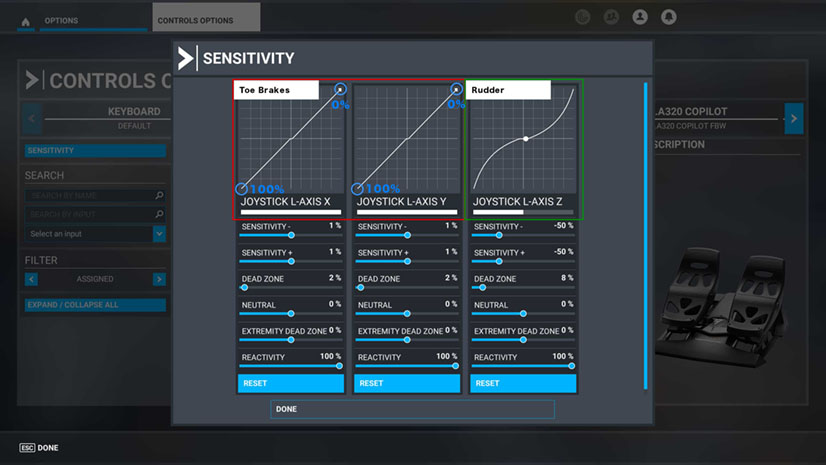 OPTIONS
CONTROLS OPTIONS
SENSITIVITY
CONTROLS O
KEYBOARD
DEFAULT
SENSITIVITY
SEARCH
SEARCH BY NAME
SEARCH BY INPUT
Select an input
FILTER
ASSIGNED
EXPAND / COLLAPSE ALL
Toe Brakes
0%
100%
JOYSTICK L-AXIS X
SENSITIVITY - 1 %
SENSITIVITY + 1 %
DEAD ZONE 2 %
NEUTRAL 0 %
EXTREMITY DEAD ZONE 0 %
REACTIVITY 100 %
RESET
0%
100%
JOYSTICK L-AXIS Y
SENSITIVITY - 1 %
SENSITIVITY + 1 %
DEAD ZONE 2 %
NEUTRAL 0 %
EXTREMITY DEAD ZONE 0 %
REACTIVITY 100 %
RESET
Rudder
JOYSTICK L-AXIS Z
SENSITIVITY - -50 %
SENSITIVITY + -50 %
DEAD ZONE 8 %
NEUTRAL 0 %
EXTREMITY DEAD ZONE 0 %
REACTIVITY 100 %
RESET
DONE
LA320 COPILOT
LA320 COPILOT FBW
SCRIPTION
ESC DONE